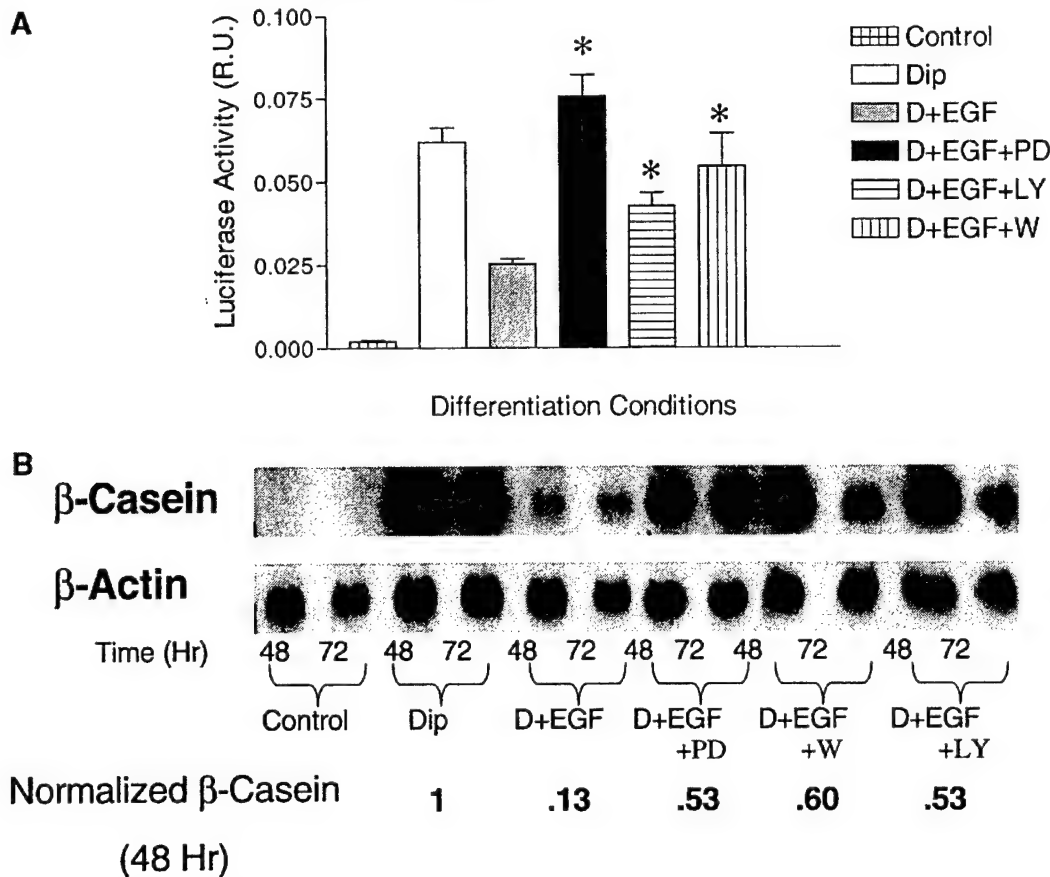 A
Luciferase Activity (R.U.)
0.100
0.075
0.050
0.025
0.000
*
*
*
Control
Dip
D+EGF
D+EGF+PD
D+EGF+LY
D+EGF+W
Differentiation Conditions
B
β-Casein
β-Actin
Time (Hr) 48 72 48 72 48 72 48 72 48 72 48 72
Control Dip D+EGF D+EGF D+EGF D+EGF
+PD +W +LY
Normalized β-Casein 1 .13 .53 .60 .53
(48 Hr)